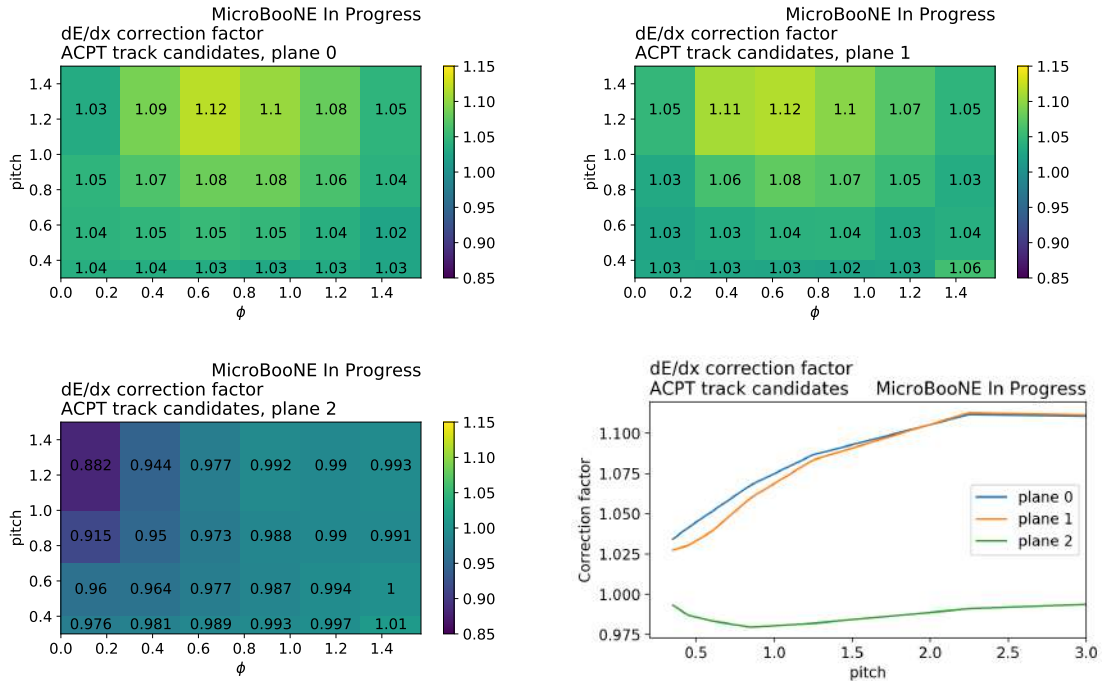 MicroBooNE In Progress
dE/dx correction factor
ACPT track candidates, plane 0
1.4
1.2
1.0
0.8
0.6
0.4
pitch
1.03 1.09 1.12 1.1 1.08 1.05
1.05 1.07 1.08 1.08 1.06 1.04
1.04 1.05 1.05 1.05 1.04 1.02
1.04 1.04 1.03 1.03 1.03 1.03
0.0 0.2 0.4 0.6 0.8 1.0 1.2 1.4
ϕ
1.15
1.10
1.05
1.00
0.95
0.90
0.85
MicroBooNE In Progress
dE/dx correction factor
ACPT track candidates, plane 1
1.4
1.2
1.0
0.8
0.6
0.4
pitch
1.05 1.11 1.12 1.1 1.07 1.05
1.03 1.06 1.08 1.07 1.05 1.03
1.03 1.03 1.04 1.04 1.03 1.04
1.03 1.03 1.03 1.02 1.03 1.06
0.0 0.2 0.4 0.6 0.8 1.0 1.2 1.4
ϕ
1.15
1.10
1.05
1.00
0.95
0.90
0.85
MicroBooNE In Progress
dE/dx correction factor
ACPT track candidates, plane 2
1.4
1.2
1.0
0.8
0.6
0.4
pitch
0.882 0.944 0.977 0.992 0.99 0.993
0.915 0.95 0.973 0.988 0.99 0.991
0.96 0.964 0.977 0.987 0.994 1
0.976 0.981 0.989 0.993 0.997 1.01
0.0 0.2 0.4 0.6 0.8 1.0 1.2 1.4
ϕ
1.15
1.10
1.05
1.00
0.95
0.90
0.85
dE/dx correction factor
ACPT track candidates MicroBooNE In Progress
1.100
1.075
1.050
1.025
1.000
0.975
Correction factor
plane 0
plane 1
plane 2
0.5 1.0 1.5 2.0 2.5 3.0
pitch